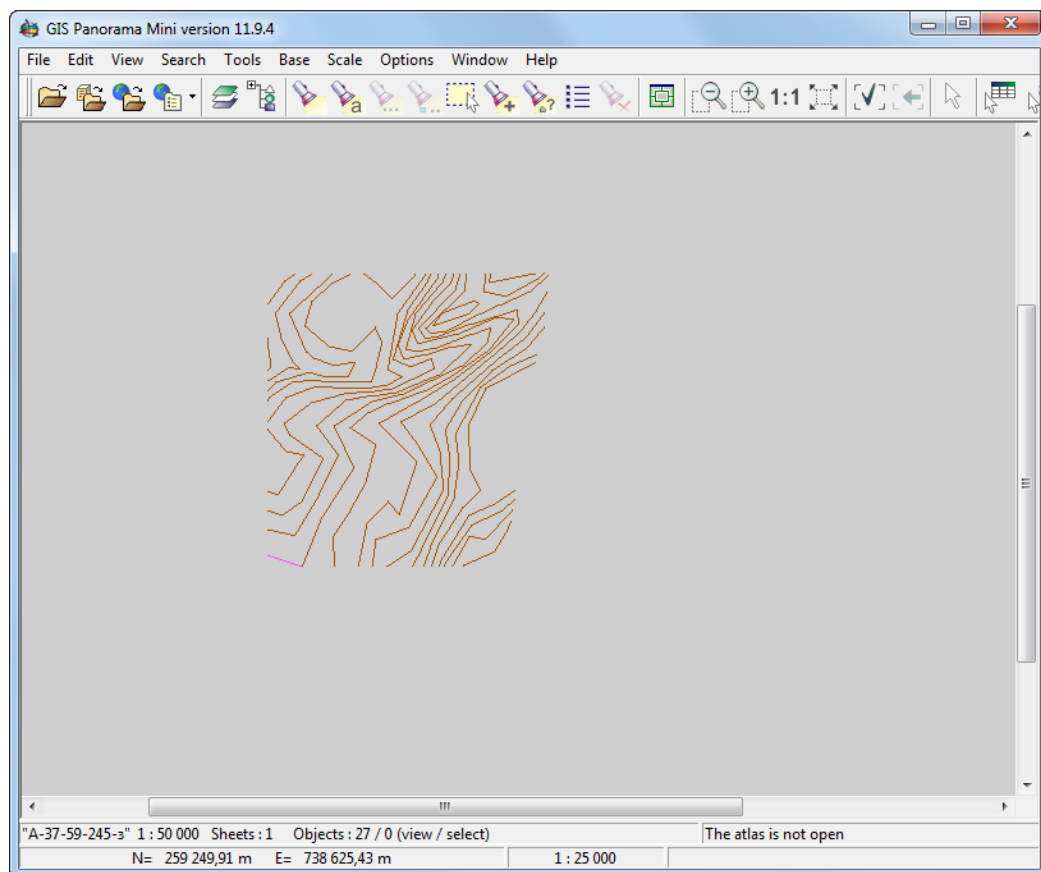 GIS Panorama Mini version 11.9.4
File Edit View Search Tools Base Scale Options Window Help
a ? 1:1
"А-37-59-245-з" 1 : 50 000 Sheets : 1 Objects : 27 / 0 (view / select) The atlas is not open
N= 259 249,91 m E= 738 625,43 m 1 : 25 000